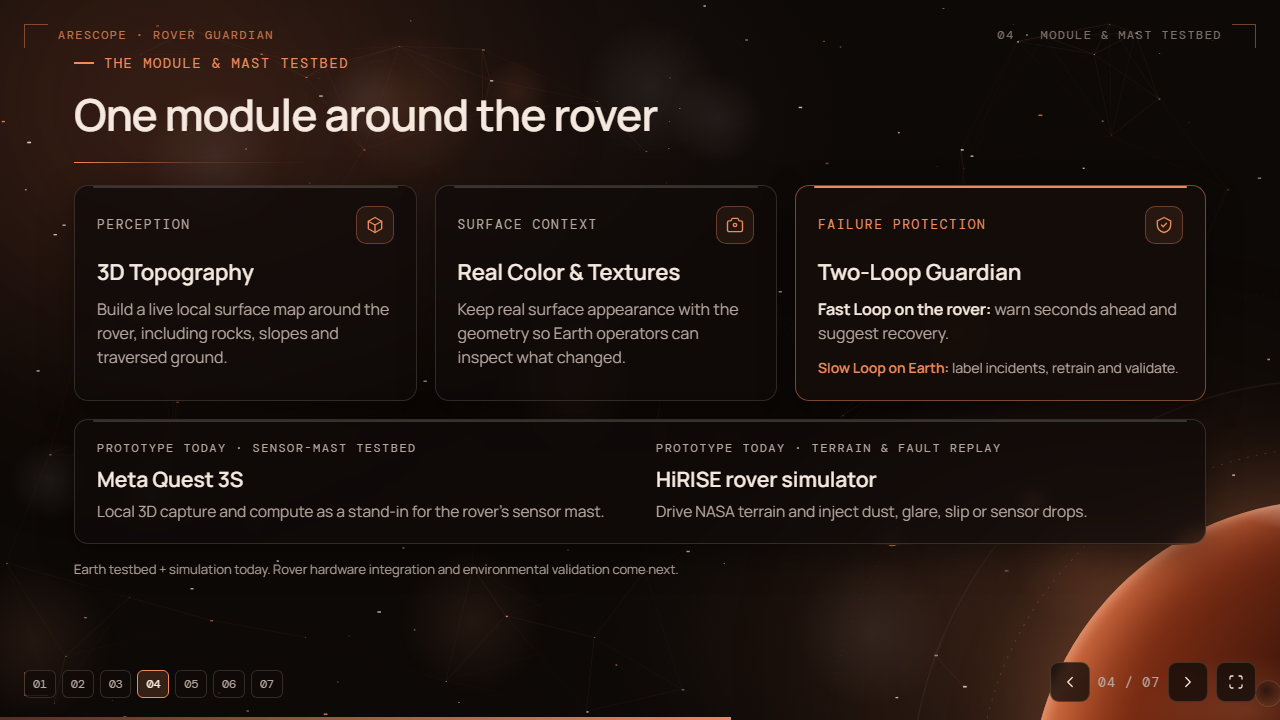 ARESCOPE · ROVER GUARDIAN
04 · MODULE & MAST TESTBED
THE MODULE & MAST TESTBED
One module around the rover
PERCEPTION
3D Topography
Build a live local surface map around the
rover, including rocks, slopes and
traversed ground.
SURFACE CONTEXT
Real Color & Textures
Keep real surface appearance with the
geometry so Earth operators can
inspect what changed.
FAILURE PROTECTION
Two-Loop Guardian
Fast Loop on the rover: warn seconds ahead and
suggest recovery.
Slow Loop on Earth: label incidents, retrain and validate.
PROTOTYPE TODAY · SENSOR-MAST TESTBED
Meta Quest 3S
Local 3D capture and compute as a stand-in for the rover's sensor mast.
PROTOTYPE TODAY · TERRAIN & FAULT REPLAY
HiRISE rover simulator
Drive NASA terrain and inject dust, glare, slip or sensor drops.
Earth testbed + simulation today. Rover hardware integration and environmental validation come next.
01 02 03 04 05 06 07
04 / 07